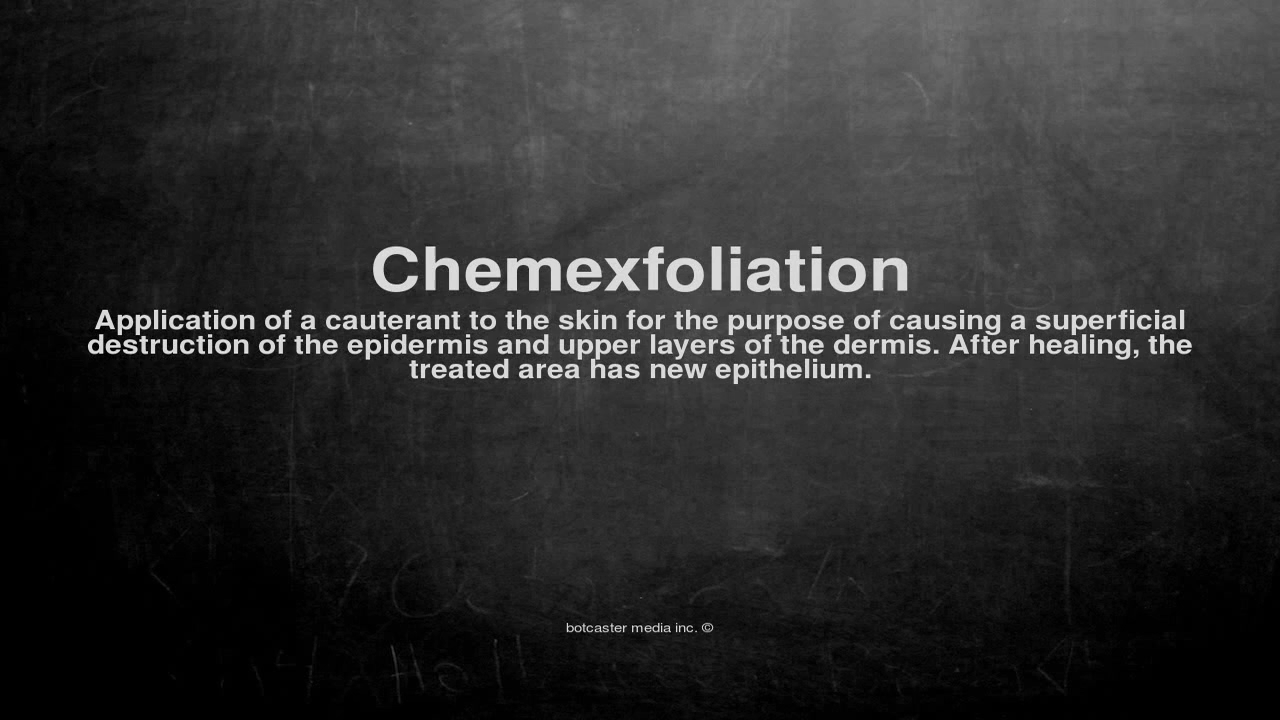 Chemexfoliation
Application of a cauterant to the skin for the purpose of causing a superficial
destruction of the epidermis and upper layers of the dermis. After healing, the
treated area has new epithelium.
botcaster media inc. ©